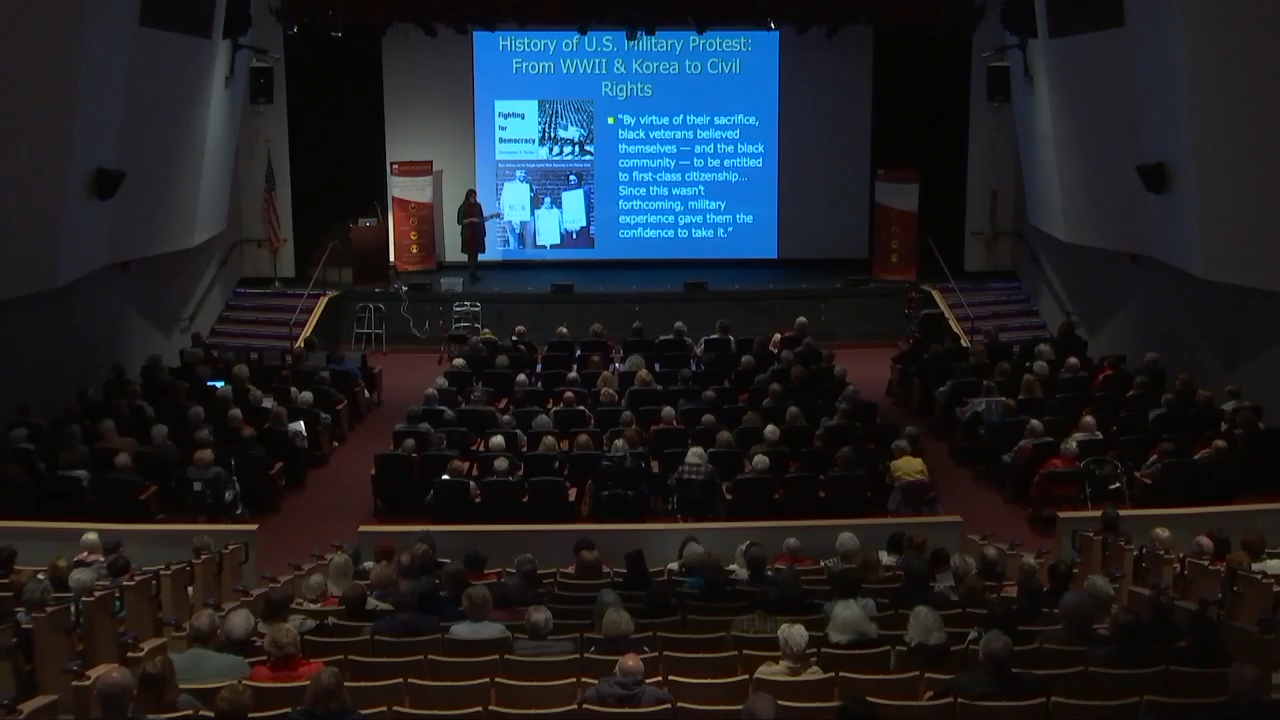 History of U.S. Military Protest:
From WWII & Korea to Civil
Rights
Fighting
for
Democracy
"By virtue of their sacrifice,
black veterans believed
themselves — and the black
community — to be entitled
to first-class citizenship...
Since this wasn't
forthcoming, military
experience gave them the
confidence to take it."
NOW